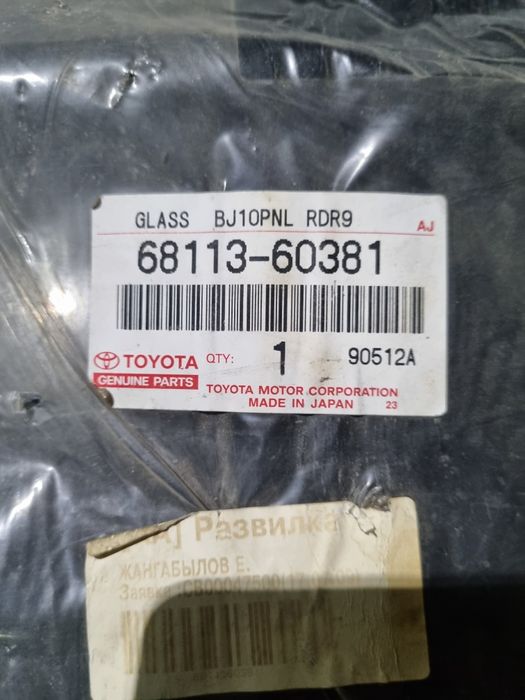 GLASS BJ10PNL RDR9
AJ
68113-60381
TOYOTA
GENUINE PARTS
QTY: 1 90512A
TOYOTA MOTOR CORPORATION
MADE IN JAPAN 23
Развилка
ЖАНГАБЫЛОВ Е.